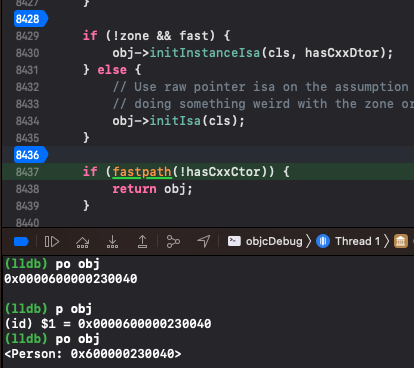 8427 }
8428
8429 if (!zone && fast) {
8430 obj->initInstanceIsa(cls, hasCxxDtor);
8431 } else {
8432 // Use raw pointer isa on the assumption
8433 // doing something weird with the zone or
8434 obj->initIsa(cls);
8435 }
8436
8437 if (fastpath(!hasCxxCtor)) {
8438 return obj;
8439 }
8440
objcDebug Thread 1
(lldb) po obj
0x0000600000230040
(lldb) p obj
(id) $1 = 0x0000600000230040
(lldb) po obj
<Person: 0x600000230040>